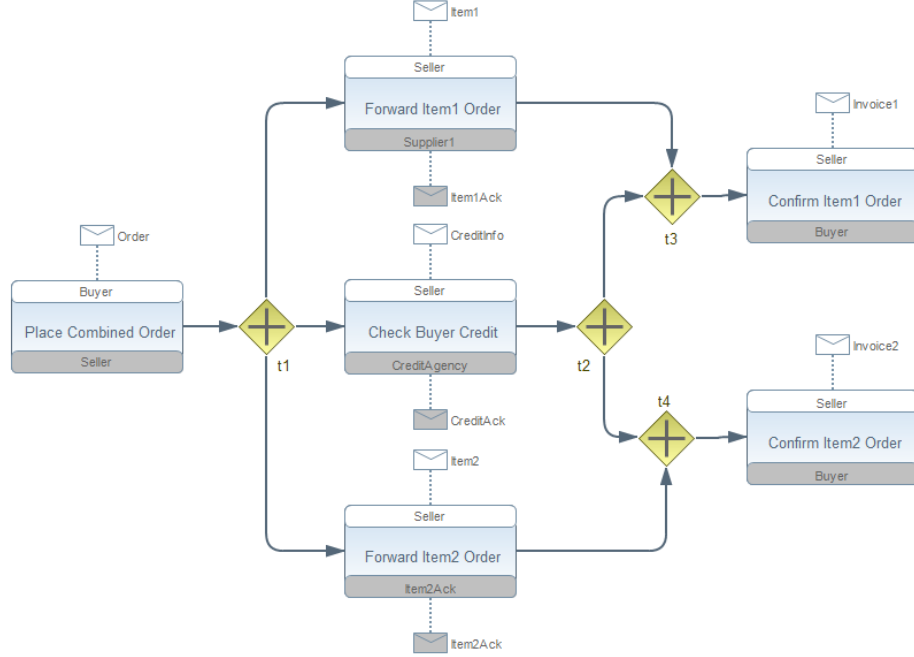 Item1
Seller
Forward Item1 Order
Supplier1
Item1Ack
Order
Buyer
Place Combined Order
Seller
t1
CreditInfo
Seller
Check Buyer Credit
CreditAgency
CreditAck
t2
Item2
Seller
Forward Item2 Order
Item2Ack
Item2Ack
t3
t4
Invoice1
Seller
Confirm Item1 Order
Buyer
Invoice2
Seller
Confirm Item2 Order
Buyer